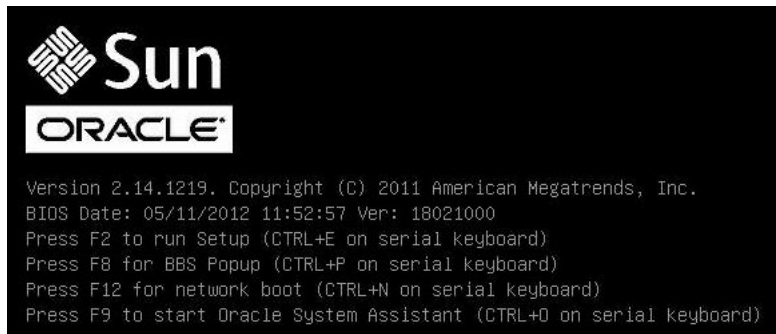 Sun
ORACLE
Version 2.14.1219. Copyright (C) 2011 American Megatrends, Inc.
BIOS Date: 05/11/2012 11:52:57 Ver: 18021000
Press F2 to run Setup (CTRL+E on serial keyboard)
Press F8 for BBS Popup (CTRL+P on serial keyboard)
Press F12 for network boot (CTRL+N on serial keyboard)
Press F9 to start Oracle System Assistant (CTRL+O on serial keyboard)